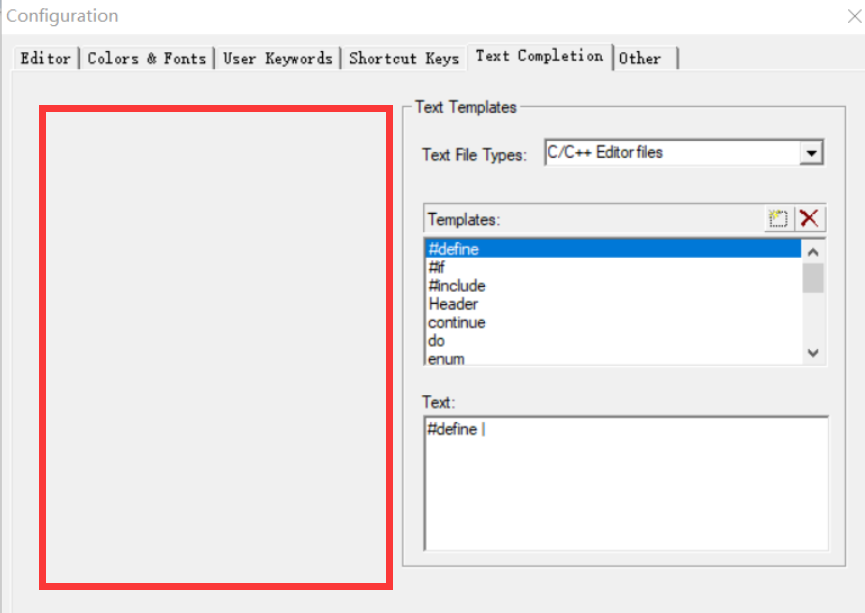 Configuration
Editor Colors & Fonts User Keywords Shortcut Keys Text Completion Other
Text Templates
Text File Types: C/C++ Editor files
Templates:
#define
#if
#include
Header
continue
do
enum
Text:
#define |